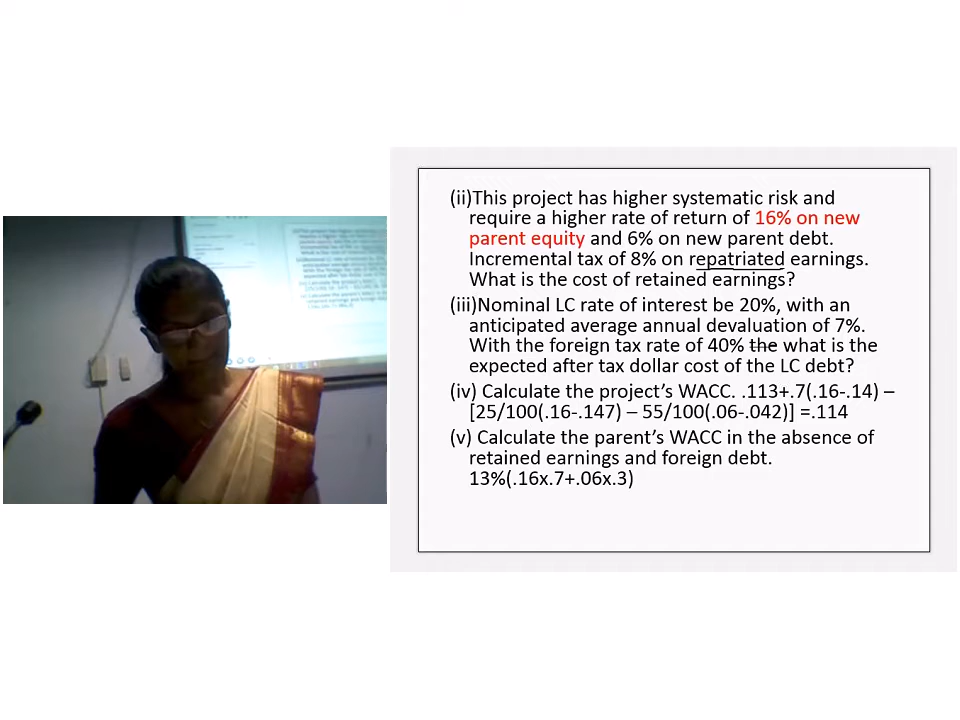 (ii)This project has higher systematic risk and
require a higher rate of return of 16% on new
parent equity and 6% on new parent debt.
Incremental tax of 8% on repatriated earnings.
What is the cost of retained earnings?
(iii)Nominal LC rate of interest be 20%, with an
anticipated average annual devaluation of 7%.
With the foreign tax rate of 40% the what is the
expected after tax dollar cost of the LC debt?
(iv) Calculate the project's WACC. .113+.7(.16-.14) –
[25/100(.16-.147) – 55/100(.06-.042)] =.114
(v) Calculate the parent's WACC in the absence of
retained earnings and foreign debt.
13%(.16x.7+.06x.3)